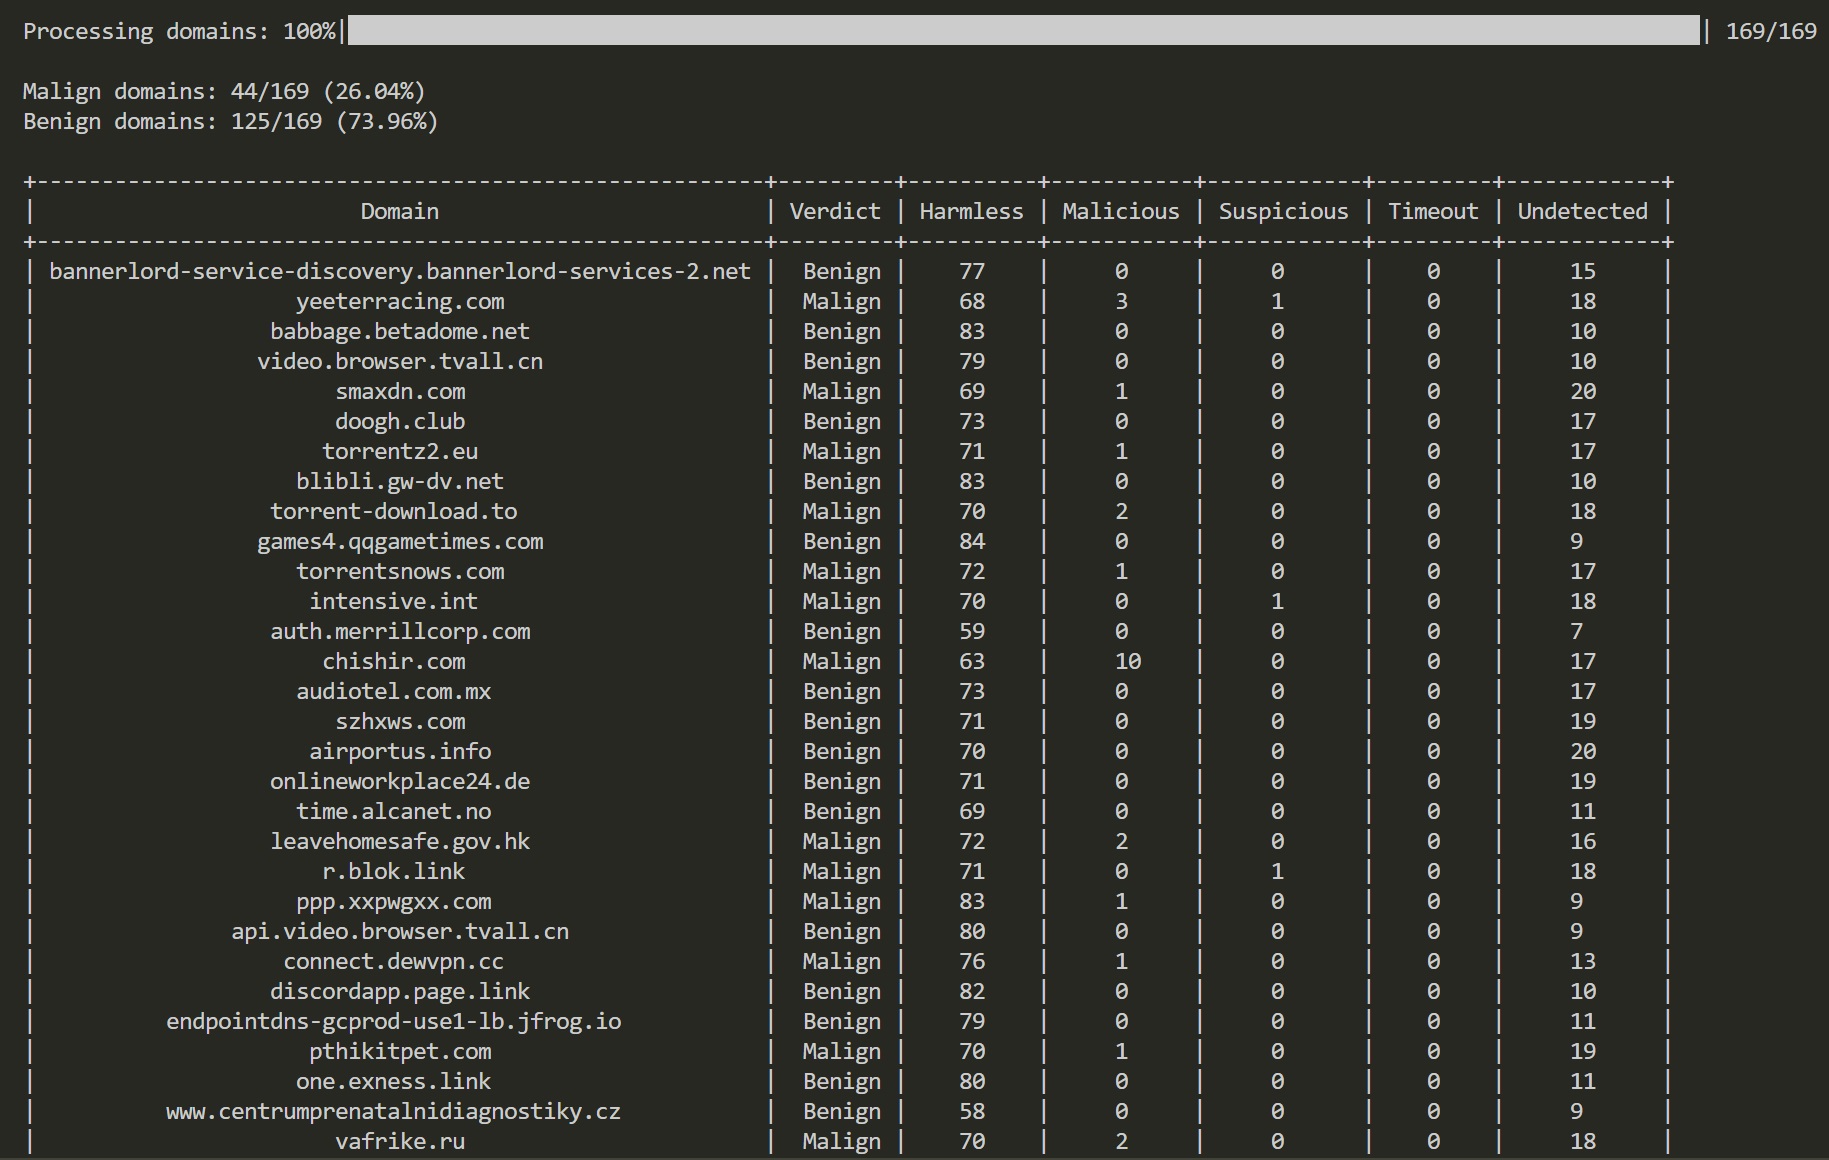 Processing domains: 100%| | 169/169
Malign domains: 44/169 (26.04%)
Benign domains: 125/169 (73.96%)
+--------------------------------------------------------+---------+----------+-----------+------------+---------+------------+
| Domain | Verdict | Harmless | Malicious | Suspicious | Timeout | Undetected |
+--------------------------------------------------------+---------+----------+-----------+------------+---------+------------+
| bannerlord-service-discovery.bannerlord-services-2.net | Benign | 77 | 0 | 0 | 0 | 15 |
| yeeterracing.com | Malign | 68 | 3 | 1 | 0 | 18 |
| babbage.betadome.net | Benign | 83 | 0 | 0 | 0 | 10 |
| video.browser.tvall.cn | Benign | 79 | 0 | 0 | 0 | 10 |
| smaxdn.com | Malign | 69 | 1 | 0 | 0 | 20 |
| doogh.club | Benign | 73 | 0 | 0 | 0 | 17 |
| torrentz2.eu | Malign | 71 | 1 | 0 | 0 | 17 |
| blibli.gw-dv.net | Benign | 83 | 0 | 0 | 0 | 10 |
| torrent-download.to | Malign | 70 | 2 | 0 | 0 | 18 |
| games4.qqgametimes.com | Benign | 84 | 0 | 0 | 0 | 9 |
| torrentsnows.com | Malign | 72 | 1 | 0 | 0 | 17 |
| intensive.int | Malign | 70 | 0 | 1 | 0 | 18 |
| auth.merrillcorp.com | Benign | 59 | 0 | 0 | 0 | 7 |
| chishir.com | Malign | 63 | 10 | 0 | 0 | 17 |
| audiotel.com.mx | Benign | 73 | 0 | 0 | 0 | 17 |
| szhxws.com | Benign | 71 | 0 | 0 | 0 | 19 |
| airportus.info | Benign | 70 | 0 | 0 | 0 | 20 |
| onlineworkplace24.de | Benign | 71 | 0 | 0 | 0 | 19 |
| time.alcanet.no | Benign | 69 | 0 | 0 | 0 | 11 |
| leavehomesafe.gov.hk | Malign | 72 | 2 | 0 | 0 | 16 |
| r.blok.link | Malign | 71 | 0 | 1 | 0 | 18 |
| ppp.xxpwgxx.com | Malign | 83 | 1 | 0 | 0 | 9 |
| api.video.browser.tvall.cn | Benign | 80 | 0 | 0 | 0 | 9 |
| connect.dewvpn.cc | Malign | 76 | 1 | 0 | 0 | 13 |
| discordapp.page.link | Benign | 82 | 0 | 0 | 0 | 10 |
| endpointdns-gcprod-use1-lb.jfrog.io | Benign | 79 | 0 | 0 | 0 | 11 |
| pthikitpet.com | Malign | 70 | 1 | 0 | 0 | 19 |
| one.exness.link | Benign | 80 | 0 | 0 | 0 | 11 |
| www.centrumprenatalnidiagnostiky.cz | Benign | 58 | 0 | 0 | 0 | 9 |
| vafrike.ru | Malign | 70 | 2 | 0 | 0 | 18 |